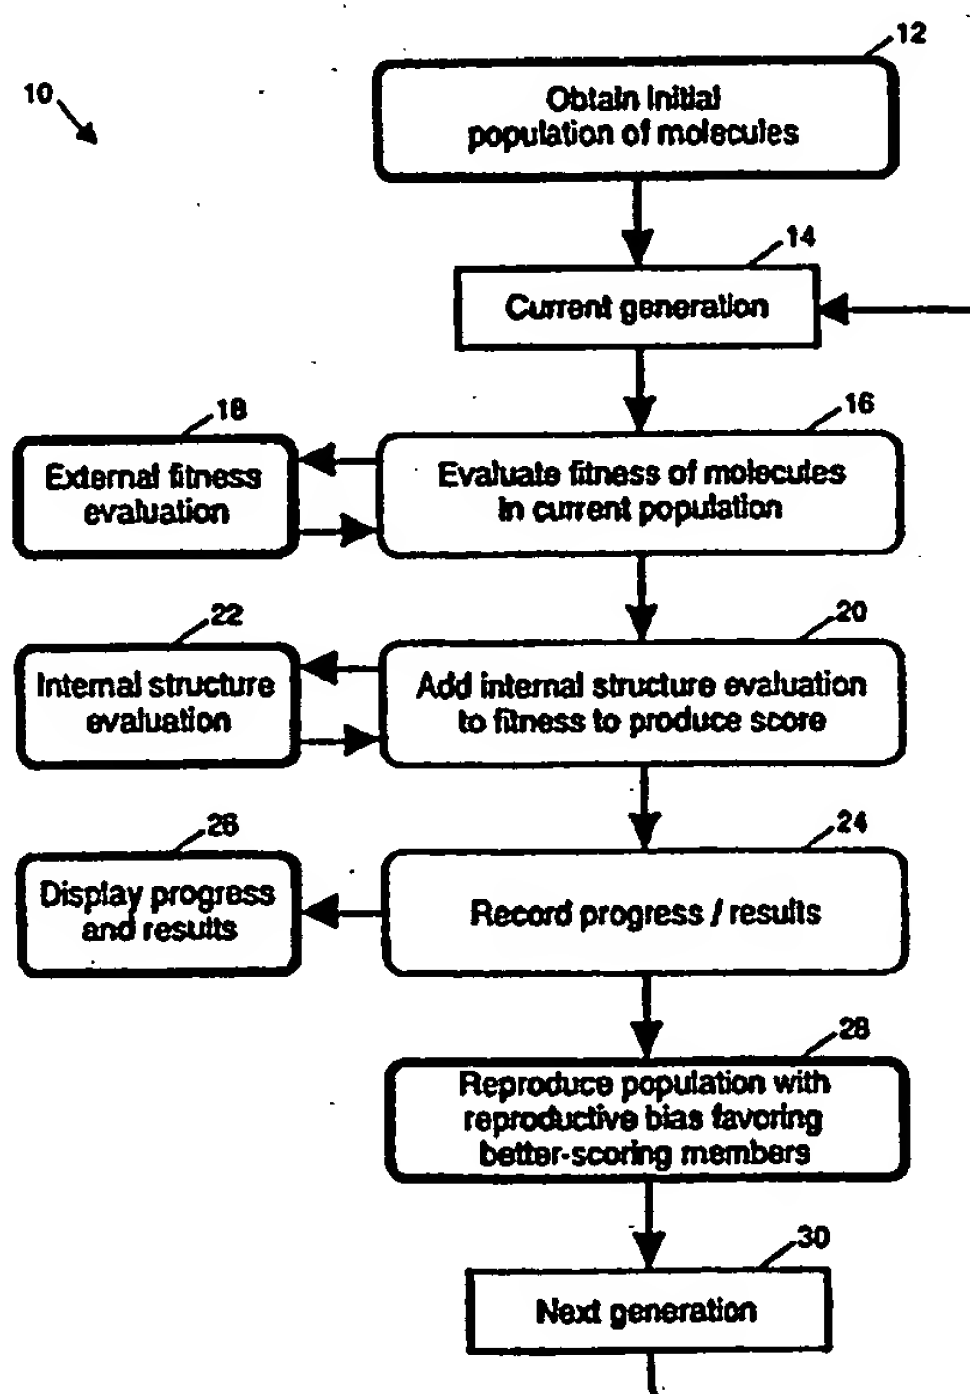 12
10
Obtain initial
population of molecules
14
Current generation
18
16
External fitness
evaluation
Evaluate fitness of molecules
in current population
22
20
Internal structure
evaluation
Add internal structure evaluation
to fitness to produce score
26
24
Display progress
and results
Record progress / results
28
Reproduce population with
reproductive bias favoring
better-scoring members
30
Next generation